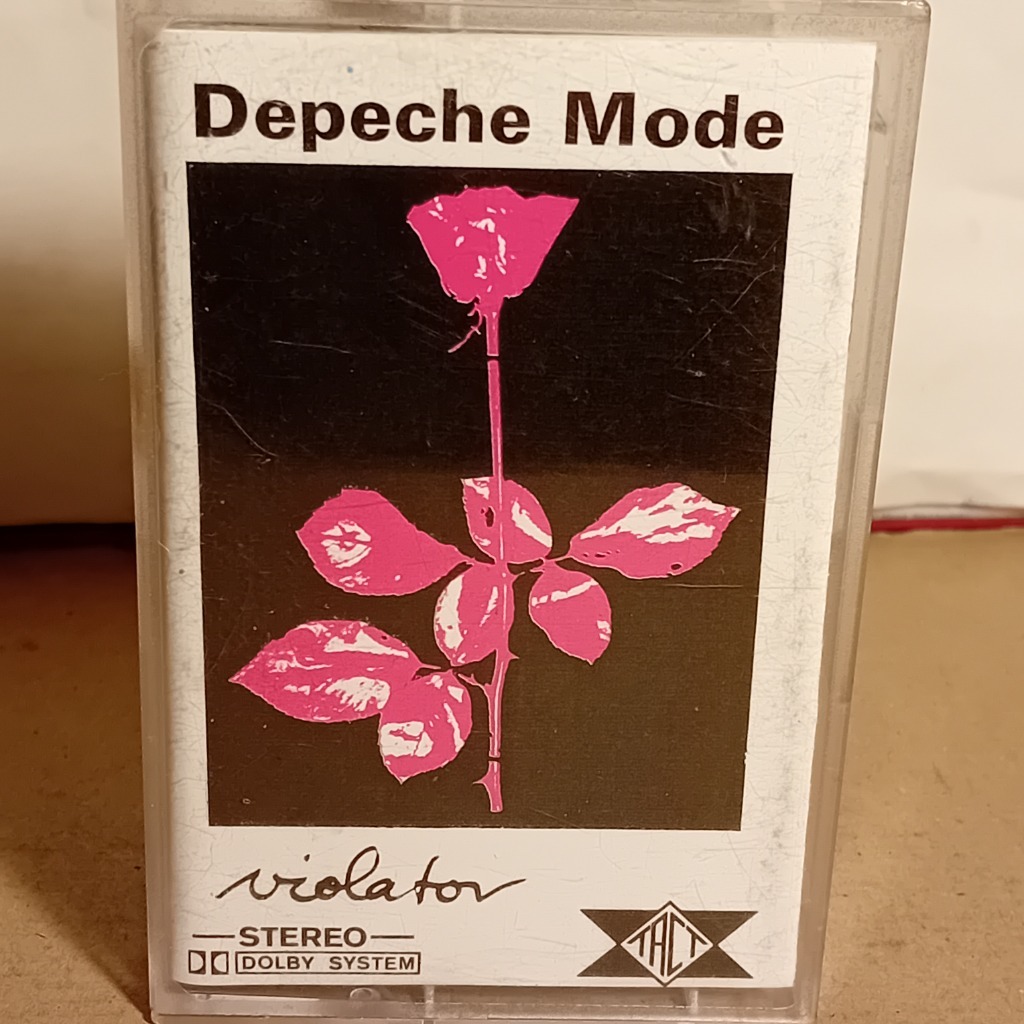 Depeche Mode
violator
STEREO
DOLBY SYSTEM
TACT